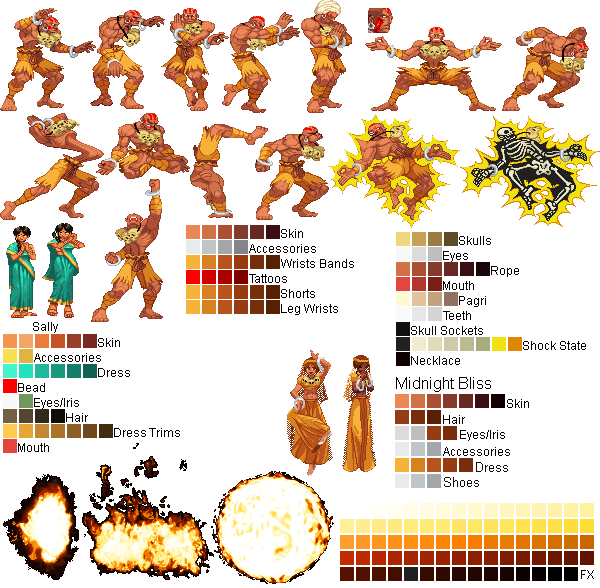 Skin
Accessories
Wrists Bands
Tattoos
Shorts
Leg Wrists
Skulls
Eyes
Rope
Mouth
Pagri
Teeth
Skull Sockets
Shock State
Necklace
Sally
Skin
Accessories
Dress
Bead
Eyes/Iris
Hair
Dress Trims
Mouth
Midnight Bliss
Skin
Hair
Eyes/Iris
Accessories
Dress
Shoes
FX